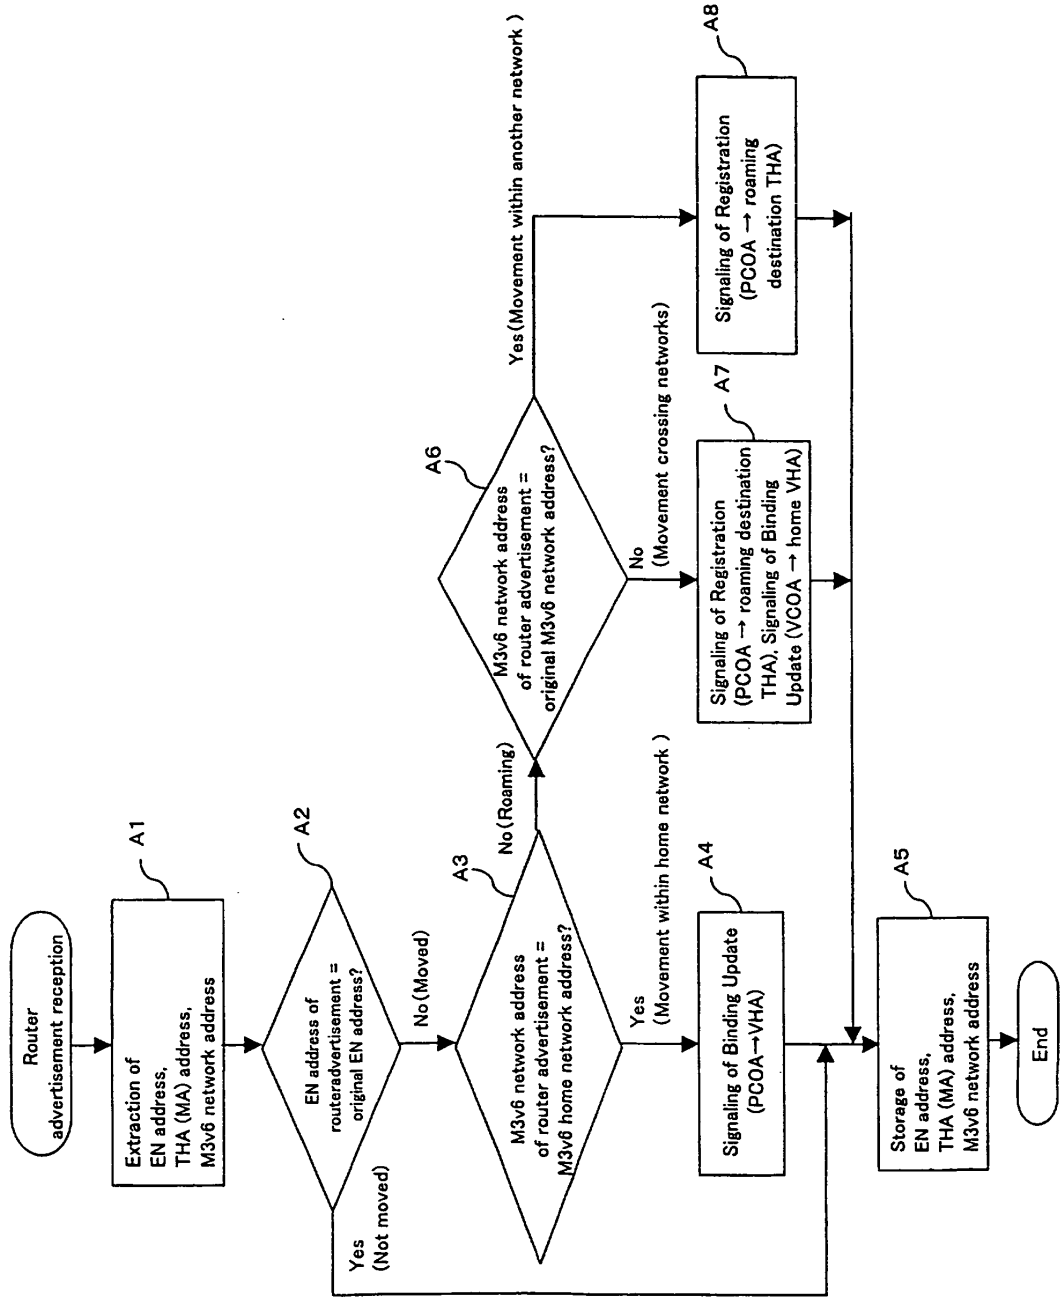 Router
advertisement reception
A1
Extraction of
EN address,
THA (MA) address,
M3v6 network address
A2
EN address of
routeradvertisement =
original EN address?
Yes
(Not moved)
No (Moved)
A3
M3v6 network address
of router advertisement =
M3v6 home network address?
No (Roaming)
Yes
(Movement within home network )
A4
Signaling of Binding Update
(PCOA→VHA)
A5
Storage of
EN address,
THA (MA) address,
M3v6 network address
End
A6
M3v6 network address
of router advertisement =
original M3v6 network address?
Yes (Movement within another network )
No
(Movement crossing networks)
A7
Signaling of Registration
(PCOA → roaming destination
THA), Signaling of Binding
Update (VCOA → home VHA)
A8
Signaling of Registration
(PCOA → roaming
destination THA)